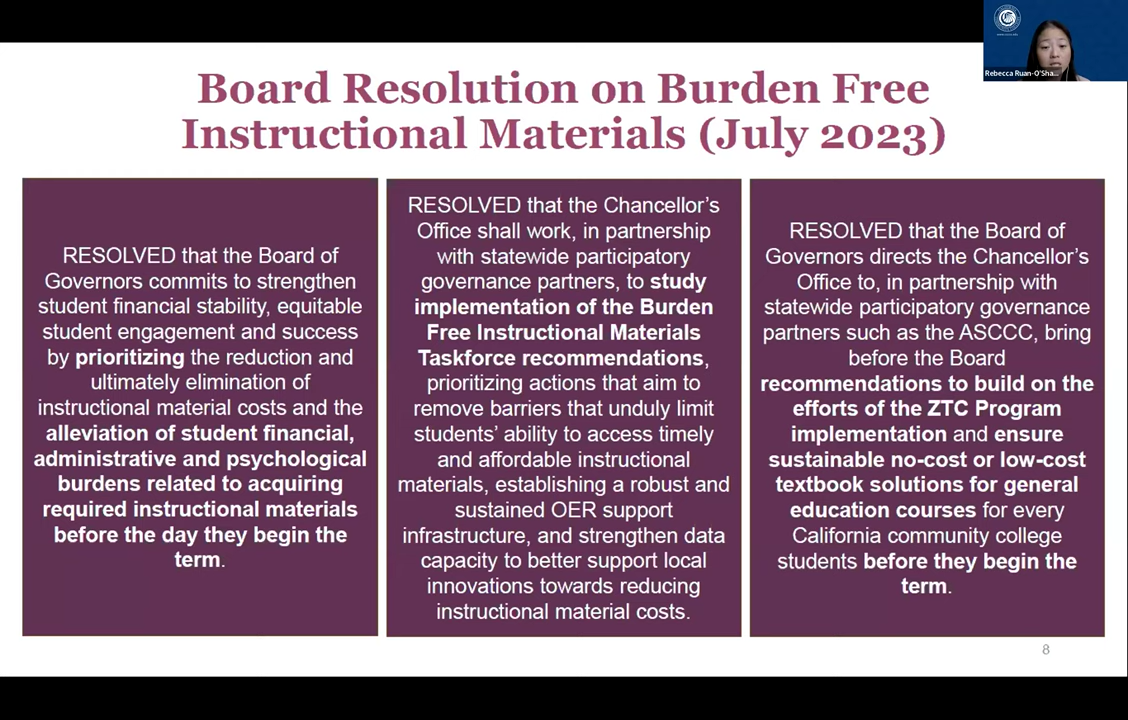 Rebecca Ruan-O'Sha...
Board Resolution on Burden Free
Instructional Materials (July 2023)
RESOLVED that the Board of
Governors commits to strengthen
student financial stability, equitable
student engagement and success
by prioritizing the reduction and
ultimately elimination of
instructional material costs and the
alleviation of student financial,
administrative and psychological
burdens related to acquiring
required instructional materials
before the day they begin the
term.
RESOLVED that the Chancellor's
Office shall work, in partnership
with statewide participatory
governance partners, to study
implementation of the Burden
Free Instructional Materials
Taskforce recommendations,
prioritizing actions that aim to
remove barriers that unduly limit
students' ability to access timely
and affordable instructional
materials, establishing a robust and
sustained OER support
infrastructure, and strengthen data
capacity to better support local
innovations towards reducing
instructional material costs.
RESOLVED that the Board of
Governors directs the Chancellor's
Office to, in partnership with
statewide participatory governance
partners such as the ASCCC, bring
before the Board
recommendations to build on the
efforts of the ZTC Program
implementation and ensure
sustainable no-cost or low-cost
textbook solutions for general
education courses for every
California community college
students before they begin the
term.
8